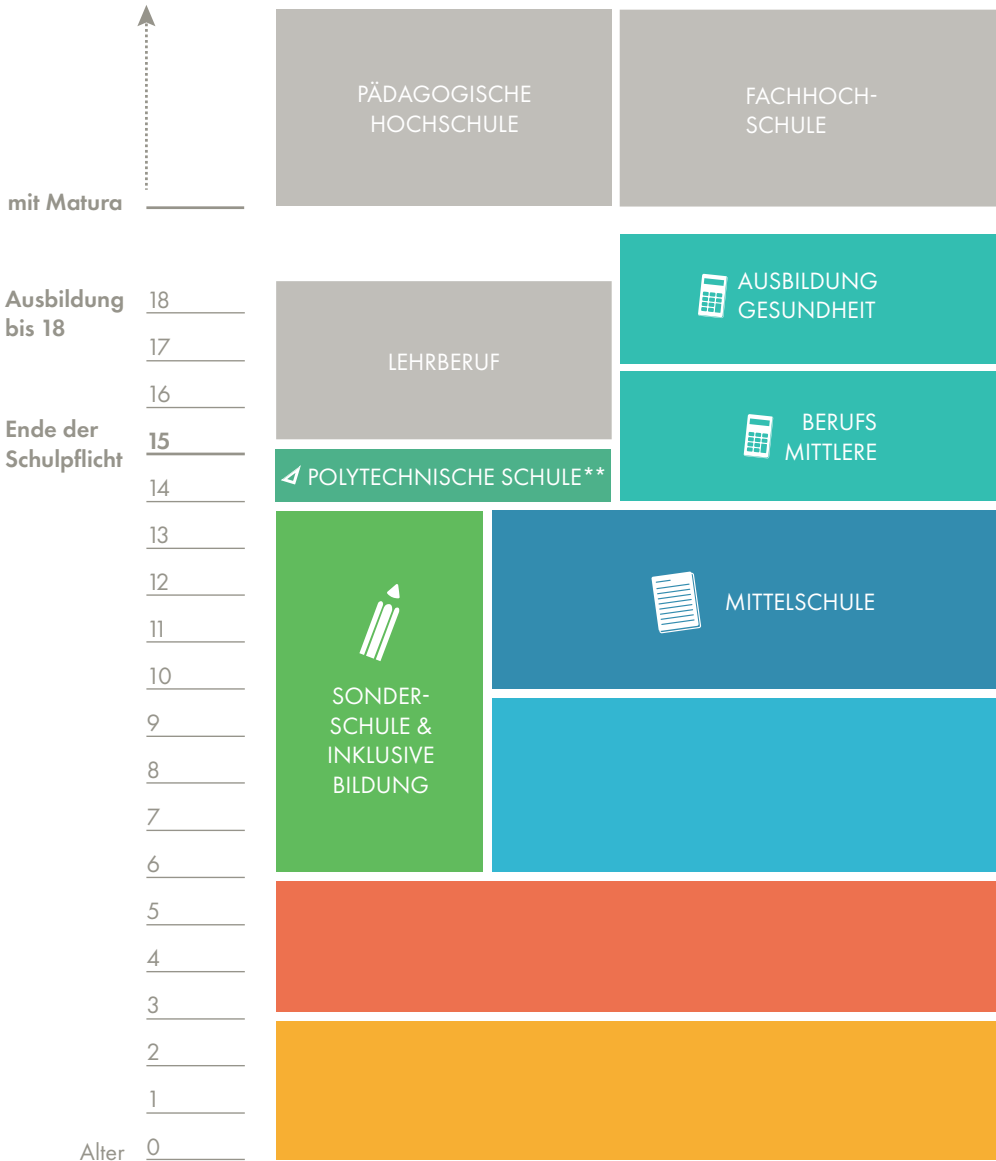 PÄDAGOGISCHE
HOCHSCHULE
FACHHOCH-
SCHULE
mit Matura
AUSBILDUNG
GESUNDHEIT
Ausbildung
bis 18
18
17
LEHRBERUF
16
BERUFS
MITTLERE
Ende der
Schulpflicht
15
POLYTECHNISCHE SCHULE**
14
13
12
MITTELSCHULE
11
10
SONDER-
SCHULE &
INKLUSIVE
BILDUNG
9
8
7
6
5
4
3
2
1
Alter 0